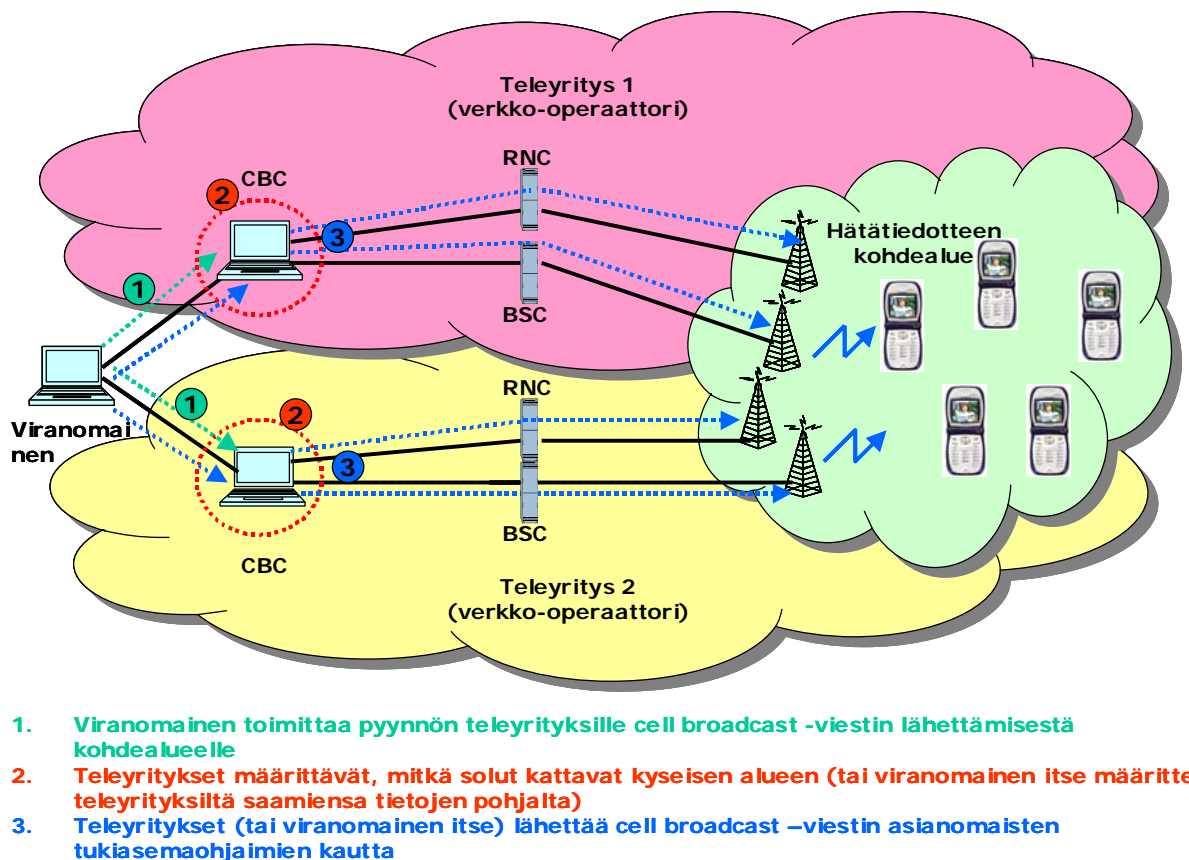 Teleyritys 1
(verkko-operaattori)
RNC
CBC
2
3
Hätätiedotteen
kohdealue
1
BSC
RNC
Viranomai
nen
1
2
3
BSC
CBC
Teleyritys 2
(verkko-operaattori)
1. Viranomainen toimittaa pyynnön teleyrityksille cell broadcast -viestin lähettämisestä
kohdealueelle
2. Teleyritykset määrittävät, mitkä solut kattavat kyseisen alueen (tai viranomainen itse määritte
teleyrityksiltä saamiensa tietojen pohjalta)
3. Teleyritykset (tai viranomainen itse) lähettää cell broadcast –viestin asianomaisten
tukiasemaohjaimien kautta